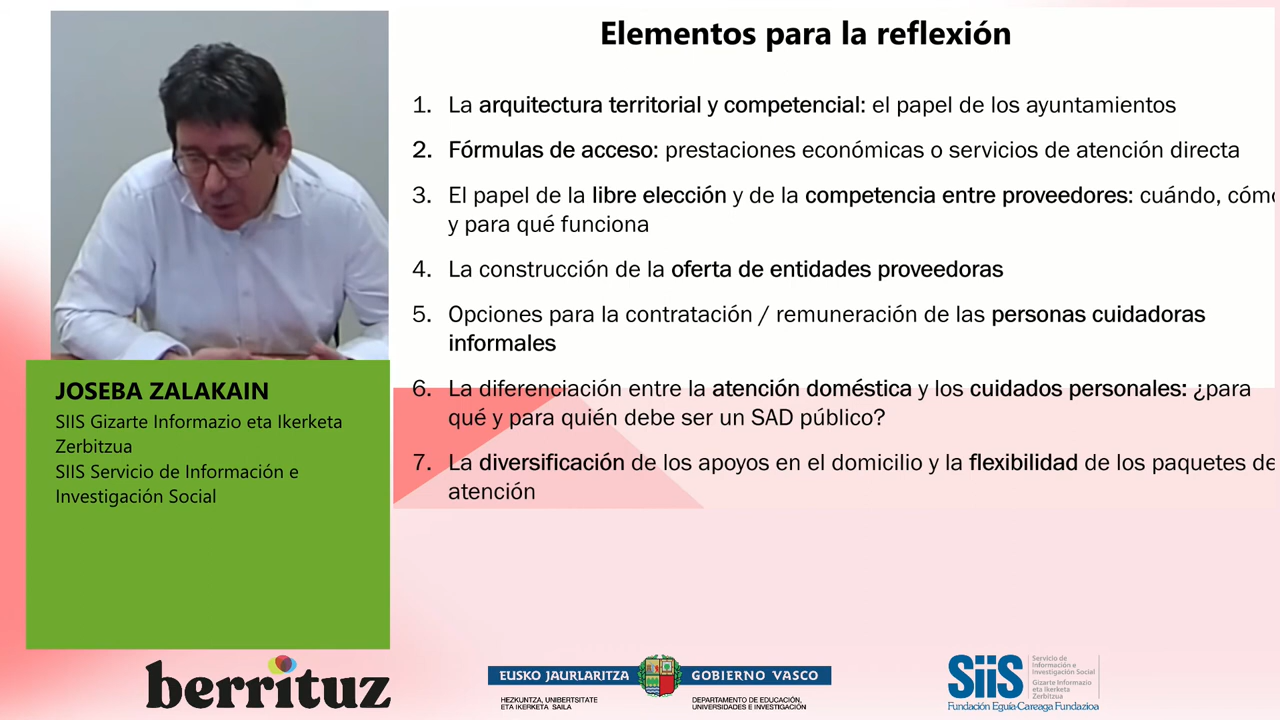 Elementos para la reflexión
1. La arquitectura territorial y competencial: el papel de los ayuntamientos
2. Fórmulas de acceso: prestaciones económicas o servicios de atención directa
3. El papel de la libre elección y de la competencia entre proveedores: cuándo, cómo
y para qué funciona
4. La construcción de la oferta de entidades proveedoras
5. Opciones para la contratación / remuneración de las personas cuidadoras
informales
6. La diferenciación entre la atención doméstica y los cuidados personales: ¿para
qué y para quién debe ser un SAD público?
7. La diversificación de los apoyos en el domicilio y la flexibilidad de los paquetes de
atención
JOSEBA ZALAKAIN
SIIS Gizarte Informazio eta Ikerketa
Zerbitzua
SIIS Servicio de Información e
Investigación Social
berrituz
EUSKO JAURLARITZA GOBIERNO VASCO
HEZKUNTZA, UNIBERTSITATE
ETA IKERKETA SAILA
DEPARTAMENTO DE EDUCACIÓN,
UNIVERSIDADES E INVESTIGACIÓN
SiiS
Servicio de
Información e
Investigación Social
Gizarte Informazio
eta Ikerketa
Zerbitzua
Fundación Eguía-Careaga Fundazioa